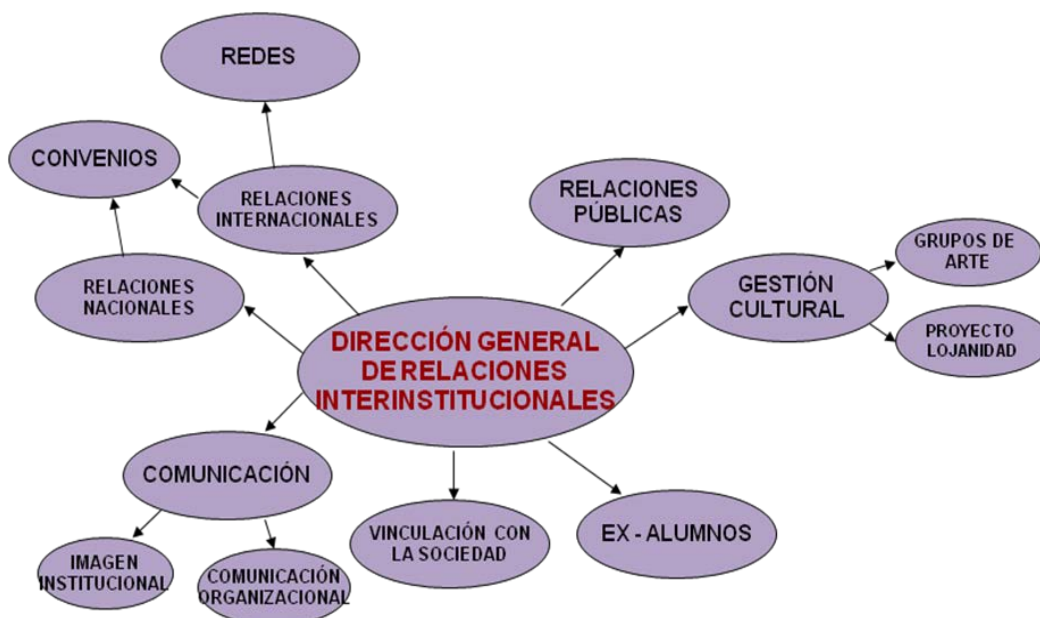 REDES
CONVENIOS
RELACIONES
INTERNACIONALES
RELACIONES
NACIONALES
RELACIONES
PÚBLICAS
GESTIÓN
CULTURAL
GRUPOS DE
ARTE
PROYECTO
LOJANIDAD
DIRECCIÓN GENERAL
DE RELACIONES
INTERINSTITUCIONALES
COMUNICACIÓN
IMAGEN
INSTITUCIONAL
COMUNICACIÓN
ORGANIZACIONAL
VINCULACIÓN CON
LA SOCIEDAD
EX - ALUMNOS